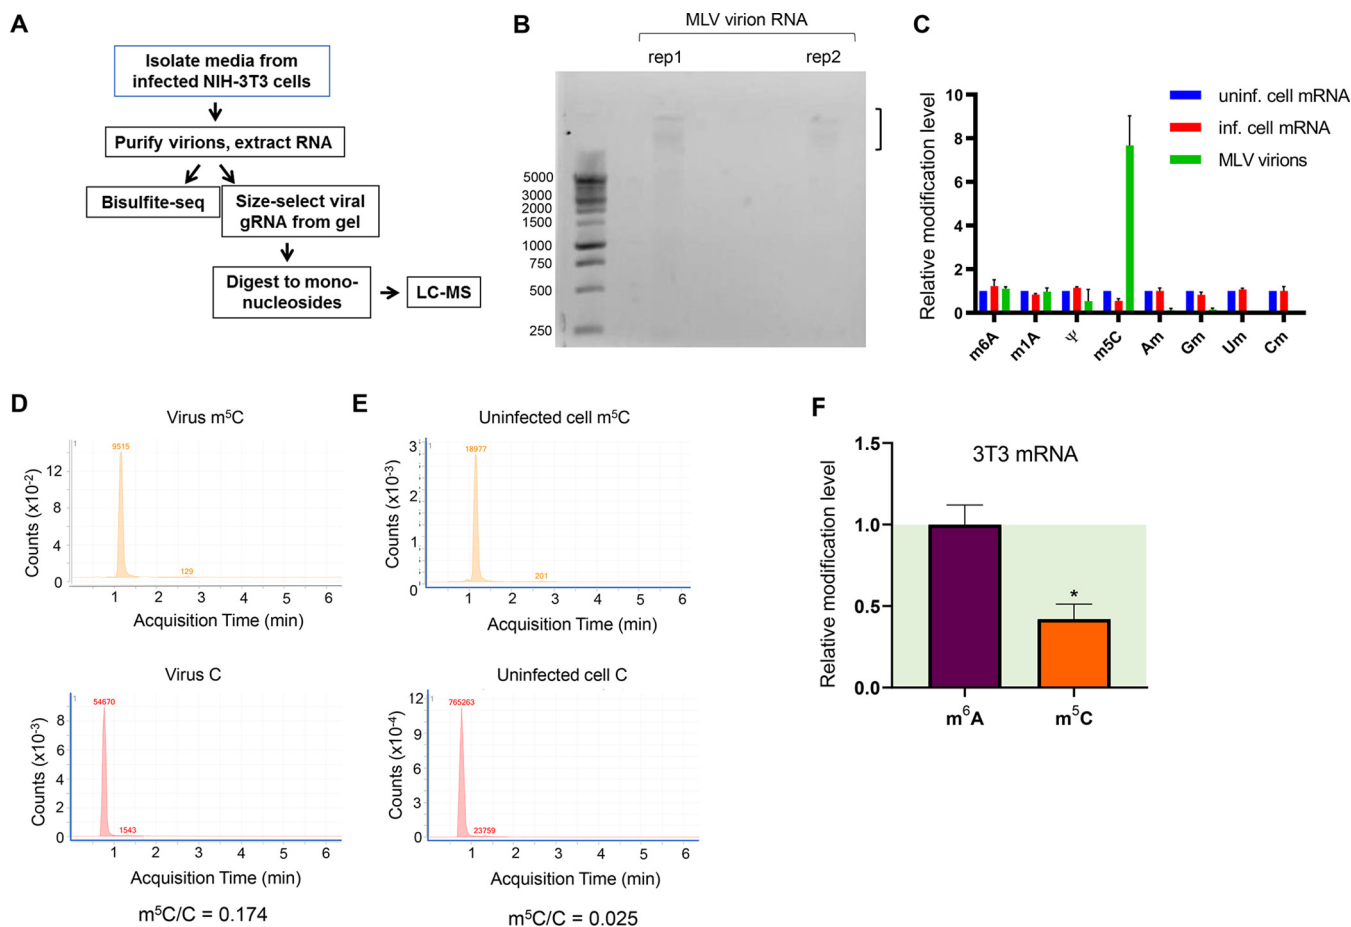 A
Isolate media from
infected NIH-3T3 cells
Purify virions, extract RNA
Bisulfite-seq
Size-select viral
gRNA from gel
Digest to mono-
nucleosides
LC-MS
B
MLV virion RNA
rep1
rep2
5000
3000
2000
1500
1000
750
500
250
C
Relative modification level
10
8
6
4
2
0
uninf. cell mRNA
inf. cell mRNA
MLV virions
m6A
m1A
Ψ
m5C
Am
Gm
Um
Cm
D
Virus m⁵C
1
9515
129
Counts (x10⁻²)
12
8
4
0
1 2 3 4 5 6
Acquisition Time (min)
Virus C
1
54670
1543
Counts (x10⁻³)
8
6
4
2
0
1 2 3 4 5 6
Acquisition Time (min)
m⁵C/C = 0.174
E
Uninfected cell m⁵C
1
18977
201
Counts (x10⁻³)
3
2
1
0
1 2 3 4 5 6
Acquisition Time (min)
Uninfected cell C
1
765263
23759
Counts (x10⁻⁴)
12
9
6
3
0
1 2 3 4 5 6
Acquisition Time (min)
m⁵C/C = 0.025
F
3T3 mRNA
Relative modification level
1.5
1.0
0.5
0.0
*
m⁶A
m⁵C